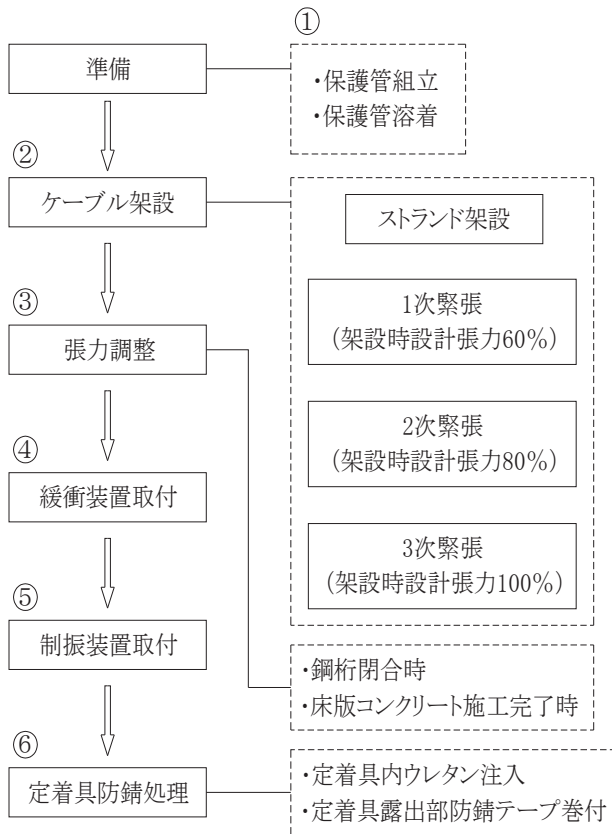 ①
準備
・保護管組立
・保護管溶着
②
ケーブル架設
ストランド架設
1次緊張
(架設時設計張力60%)
2次緊張
(架設時設計張力80%)
3次緊張
(架設時設計張力100%)
③
張力調整
・鋼桁閉合時
・床版コンクリート施工完了時
④
緩衝装置取付
⑤
制振装置取付
⑥
定着具防錆処理
・定着具内ウレタン注入
・定着具露出部防錆テープ巻付